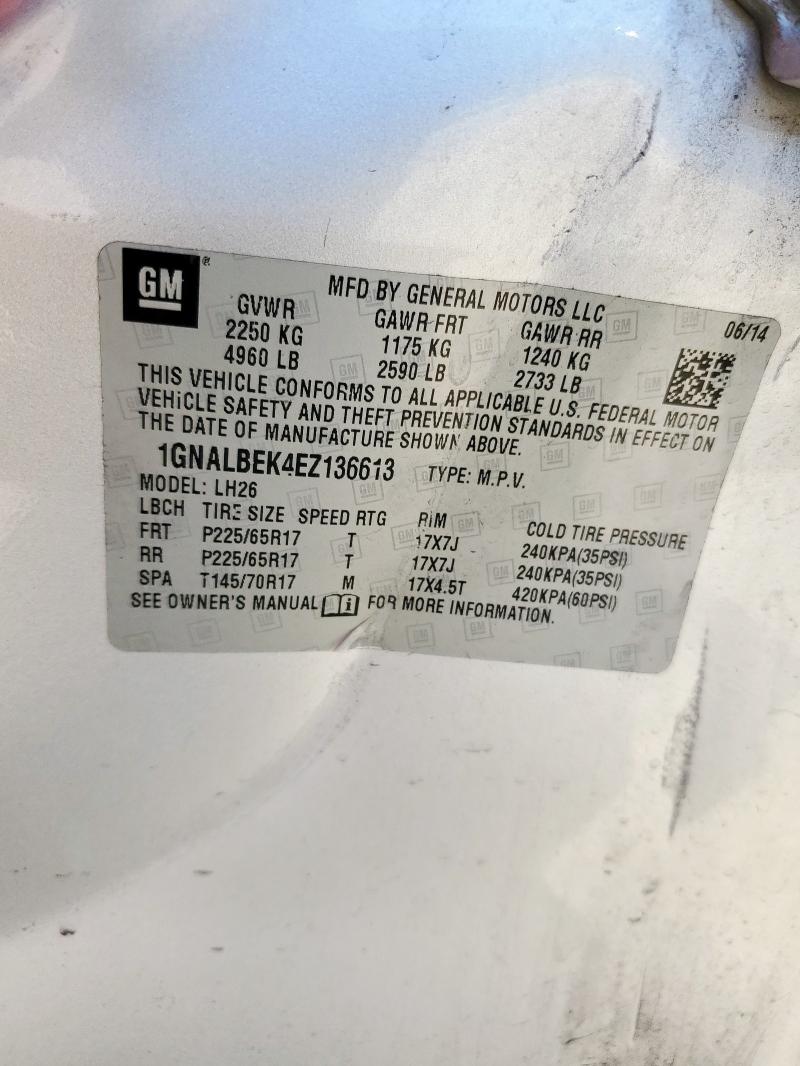 GM®
MFD BY GENERAL MOTORS LLC
06/14
GVWR GAWR FRT GAWR RR
2250 KG 1175 KG 1240 KG
4960 LB 2590 LB 2733 LB
THIS VEHICLE CONFORMS TO ALL APPLICABLE U.S. FEDERAL MOTOR
VEHICLE SAFETY AND THEFT PREVENTION STANDARDS IN EFFECT ON
THE DATE OF MANUFACTURE SHOWN ABOVE.
1GNALBEK4EZ136613 TYPE: M.P.V.
MODEL: LH26
LBCH TIRE SIZE SPEED RTG RIM COLD TIRE PRESSURE
FRT P225/65R17 T 17X7J 240KPA(35PSI)
RR P225/65R17 T 17X7J 240KPA(35PSI)
SPA T145/70R17 M 17X4.5T 420KPA(60PSI)
SEE OWNER'S MANUAL FOR MORE INFORMATION.